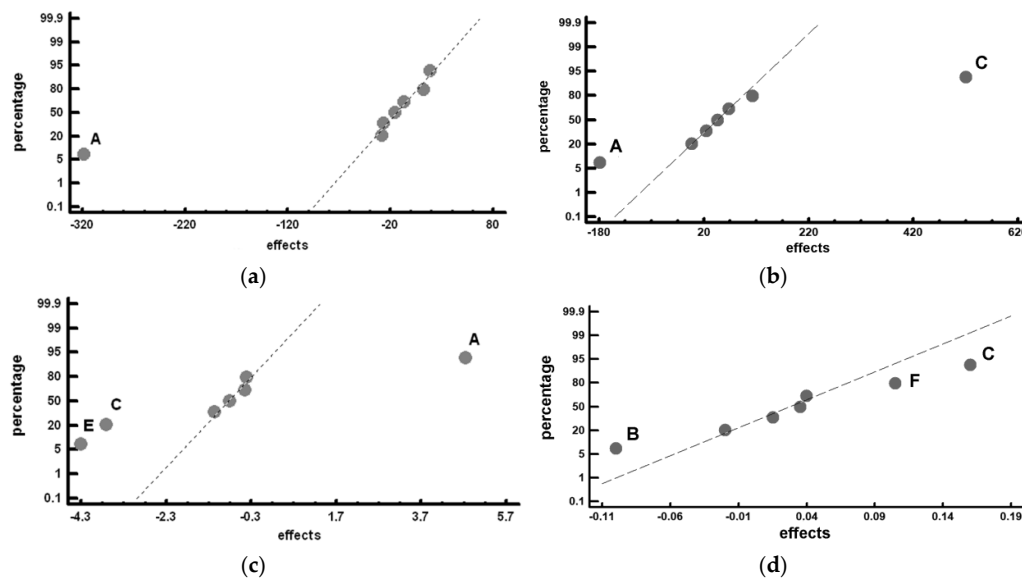 99.9
99
95
80
50
20
5
1
0.1
percentage
A
-320
-220
-120
-20
80
effects
(a)
99.9
99
95
80
50
20
5
1
0.1
percentage
A
C
-180
20
220
420
620
effects
(b)
99.9
99
95
80
50
20
5
1
0.1
percentage
A
C
E
-4.3
-2.3
-0.3
1.7
3.7
5.7
effects
(c)
99.9
99
95
80
50
20
5
1
0.1
percentage
C
F
B
-0.11
-0.06
-0.01
0.04
0.09
0.14
0.19
effects
(d)